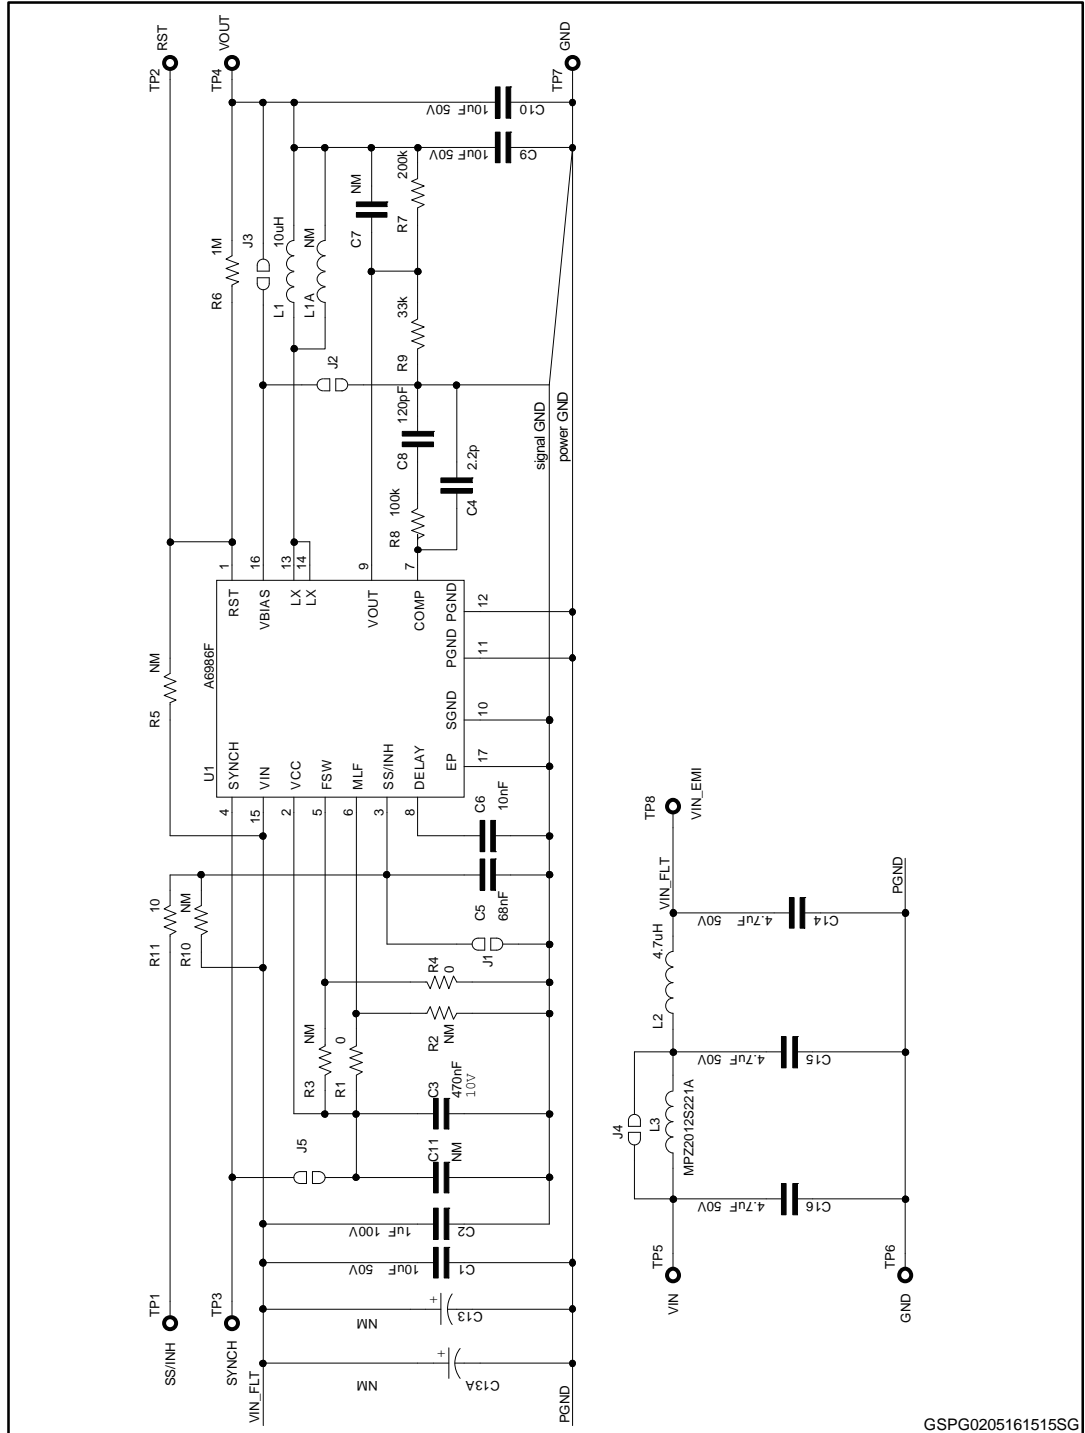 TP2
RST
TP4
VOUT
TP7
GND
10uF 50V
C10
10uF 50V
C9
R6
1M
J3
L1
10uH
L1A
NM
C7
NM
R7
200k
R9
33k
J2
C8
120pF
R8
100k
C4
2.2p
signal GND
power GND
R5
NM
U1
A6986F
SYNCH
VIN
VCC
FSW
MLF
SS/INH
DELAY
RST
VBIAS
LX
LX
VOUT
COMP
EP
SGND
PGND
PGND
4
15
2
5
6
3
8
1
16
13
14
9
7
17
10
11
12
R11
10
R10
NM
C6
10nF
C5
68nF
J1
R4
0
R2
NM
R3
NM
R1
0
C3
470nF
10V
J5
C11
NM
1uF 100V
C2
10uF 50V
C1
NM
+
C13
NM
+
C13A
TP1
SS/INH
TP3
SYNCH
VIN_FLT
PGND
TP8
VIN_EMI
VIN_FLT
PGND
L2
4.7uH
4.7uF 50V
C14
4.7uF 50V
C15
J4
L3
MPZ2012S221A
4.7uF 50V
C16
TP5
VIN
TP6
GND
GSPG0205161515SG